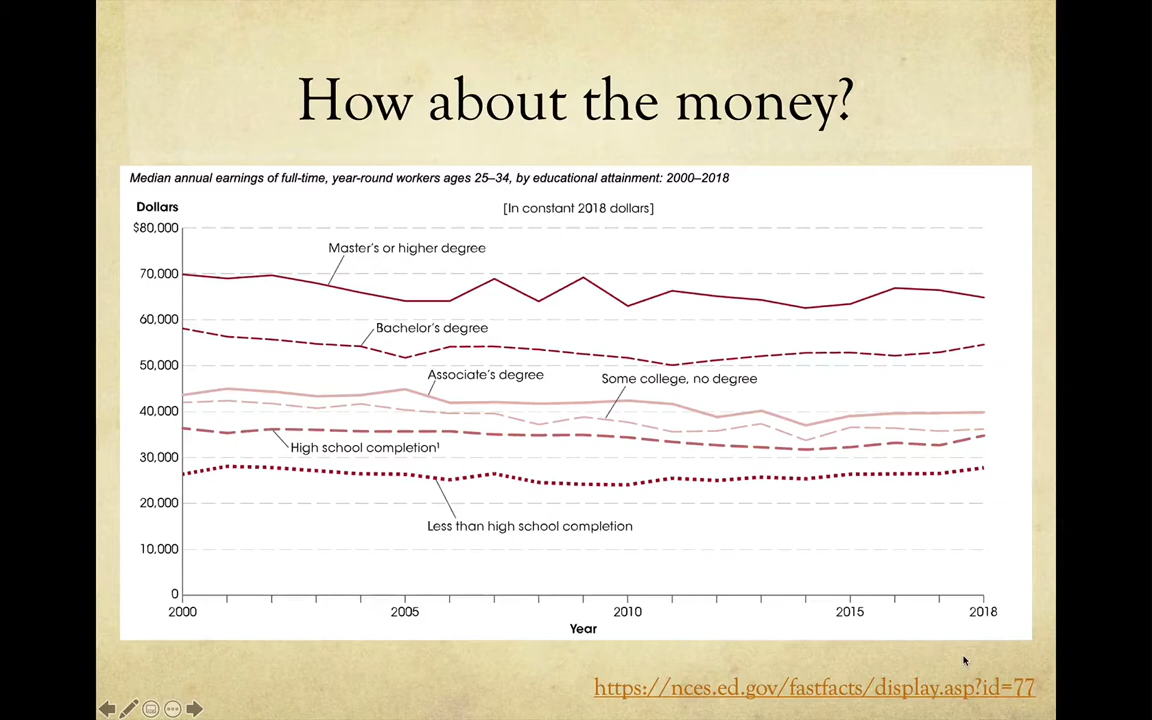 How about the money?
Median annual earnings of full-time, year-round workers ages 25–34, by educational attainment: 2000–2018
Dollars
[In constant 2018 dollars]
$80,000
Master's or higher degree
70,000
60,000
Bachelor's degree
50,000
Associate's degree
Some college, no degree
40,000
High school completion¹
30,000
20,000
Less than high school completion
10,000
0
2000 2005 2010 2015 2018
Year
https://nces.ed.gov/fastfacts/display.asp?id=77